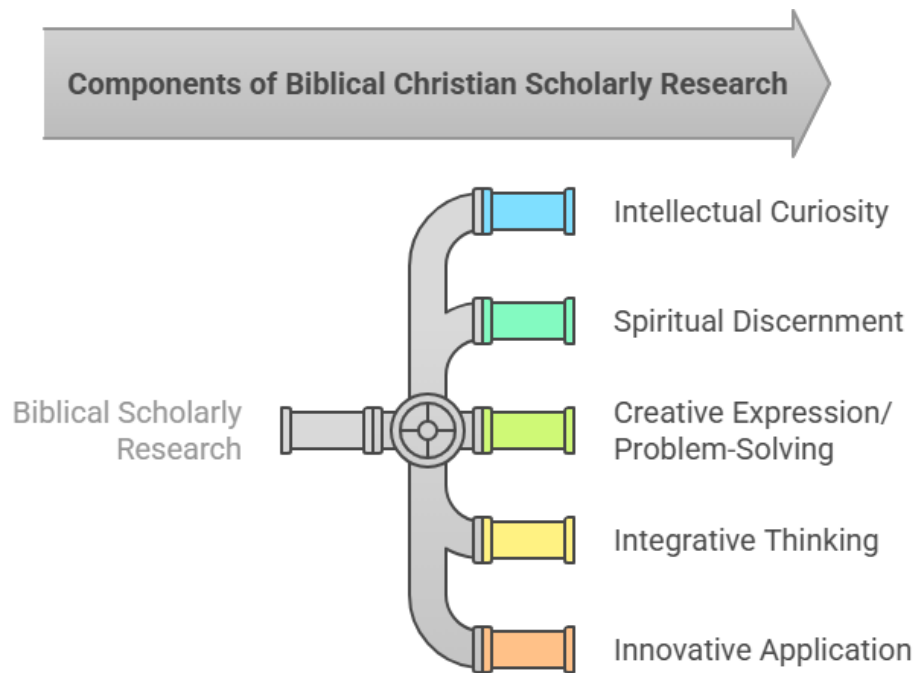 Components of Biblical Christian Scholarly Research
Intellectual Curiosity
Spiritual Discernment
Biblical Scholarly
Research
Creative Expression/
Problem-Solving
Integrative Thinking
Innovative Application